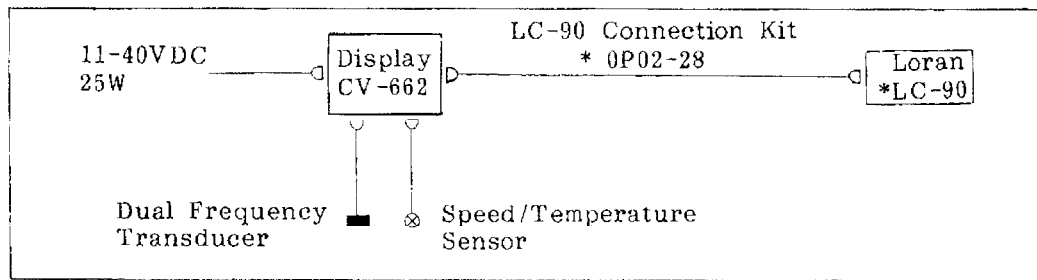 11-40VDC
25W
Display
CV-662
LC-90 Connection Kit
* 0P02-28
Loran
*LC-90
Dual Frequency
Transducer
Speed/Temperature
Sensor